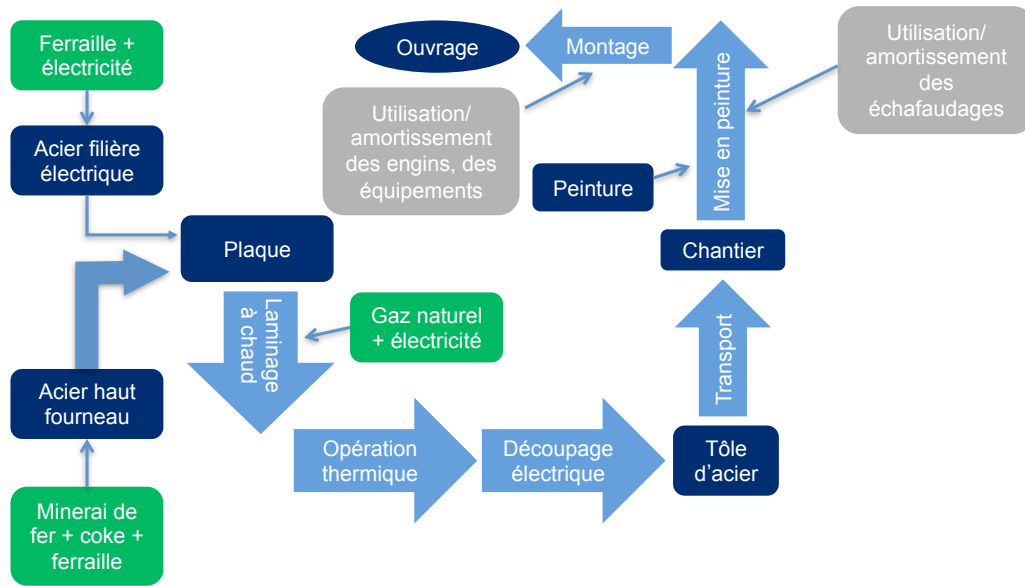 Ferraille +
électricité
Acier filière
électrique
Plaque
Acier haut
fourneau
Minerai de
fer + coke +
ferraille
Laminage
à chaud
Gaz naturel
+ électricité
Opération
thermique
Découpage
électrique
Tôle
d’acier
Transport
Chantier
Peinture
Mise en peinture
Utilisation/
amortissement
des
échafaudages
Montage
Utilisation/
amortissement
des engins, des
équipements
Ouvrage